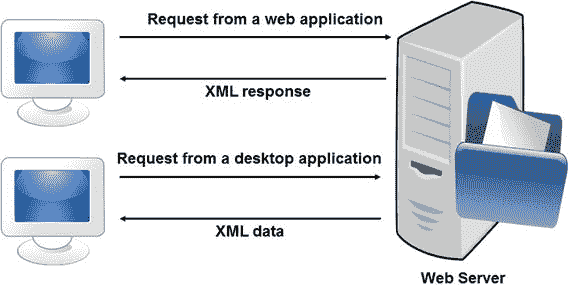 Request from a web application
XML response
Request from a desktop application
XML data
Web Server